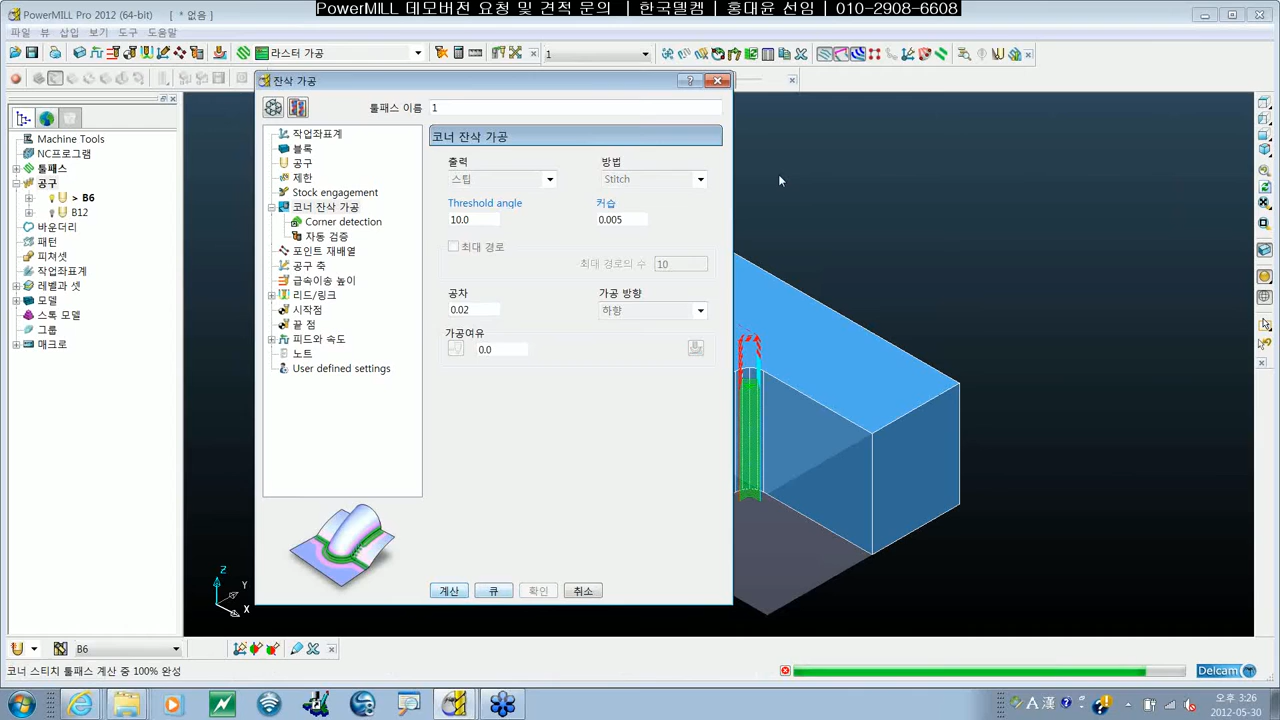 PowerMILL 데모버전 요청 및 견적 문의 | 한국델켐 | 홍대윤 선임 | 010-2908-6608
PowerMILL Pro 2012 (64-bit) [ * 없음 ]
파일 뷰 삽입 보기 도구 도움말
라스터 가공
1
잔삭 가공
툴패스 이름
1
작업좌표계
블록
공구
제한
Stock engagement
코너 잔삭 가공
Corner detection
자동 검증
포인트 재배열
공구 축
급속이송 높이
리드/링크
시작점
끝 점
피드와 속도
노트
User defined settings
코너 잔삭 가공
출력
방법
스팁
Stitch
Threshold angle
커습
10.0
0.005
최대 경로
최대 경로의 수
10
공차
가공 방향
0.02
하향
가공여유
0.0
계산
큐
확인
취소
Machine Tools
NC프로그램
툴패스
공구
> B6
B12
바운더리
패턴
피쳐셋
작업좌표계
레벨과 셋
모델
스톡 모델
그룹
매크로
Z
Y
X
B6
코너 스티치 툴패스 계산 중 100% 완성
Delcam
A 漢
오후 3:26
2012-05-30